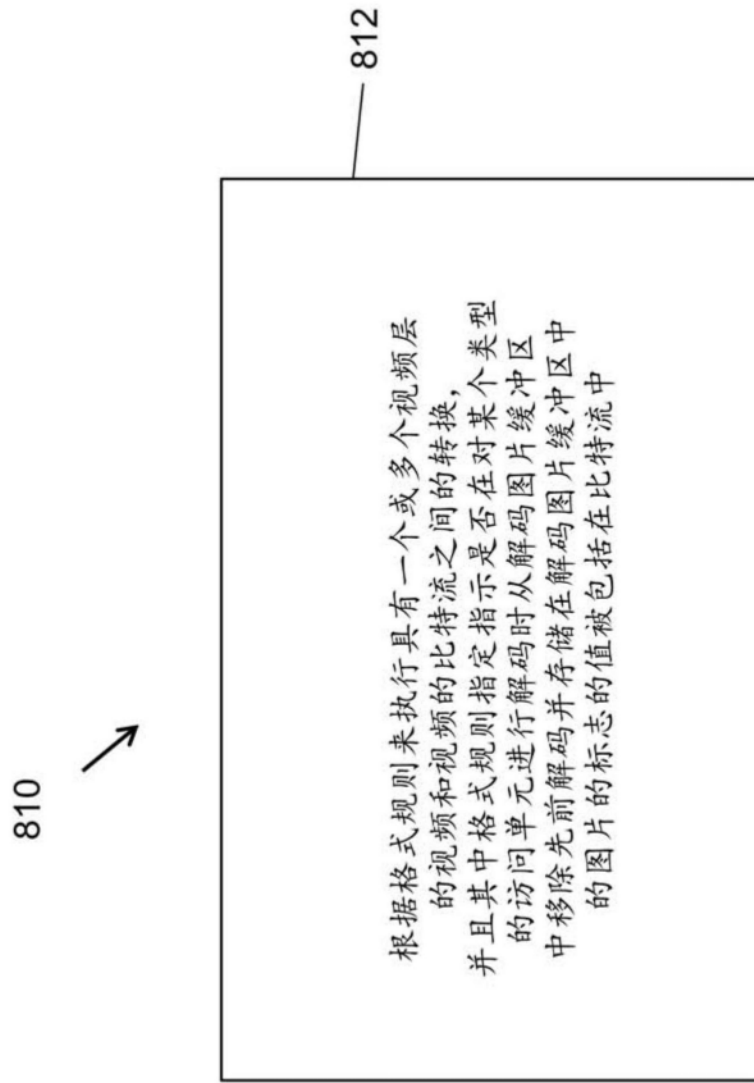 810
812
根据格式规则来执行具有一个或多个视频层
的视频和视频的比特流之间的转换，
并且其中格式规则指定指示是否在对某个类型
的访问单元进行解码时从解码图片缓冲区
中移除先前解码并存储在解码图片缓冲区中
的图片的标志的值被包括在比特流中